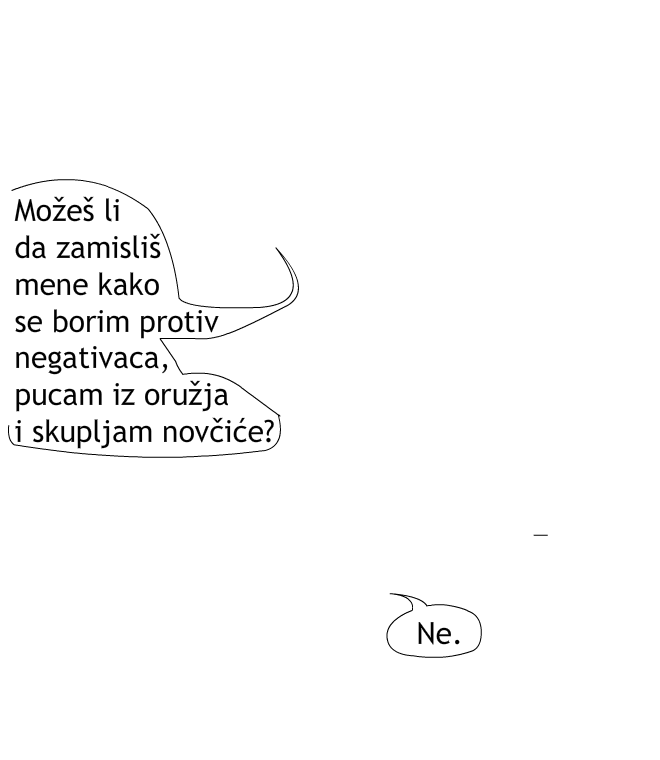 Možeš li
da zamisliš
mene kako
se borim protiv
negativaca,
pucam iz oružja
i skupljam novčiće?
Ne.